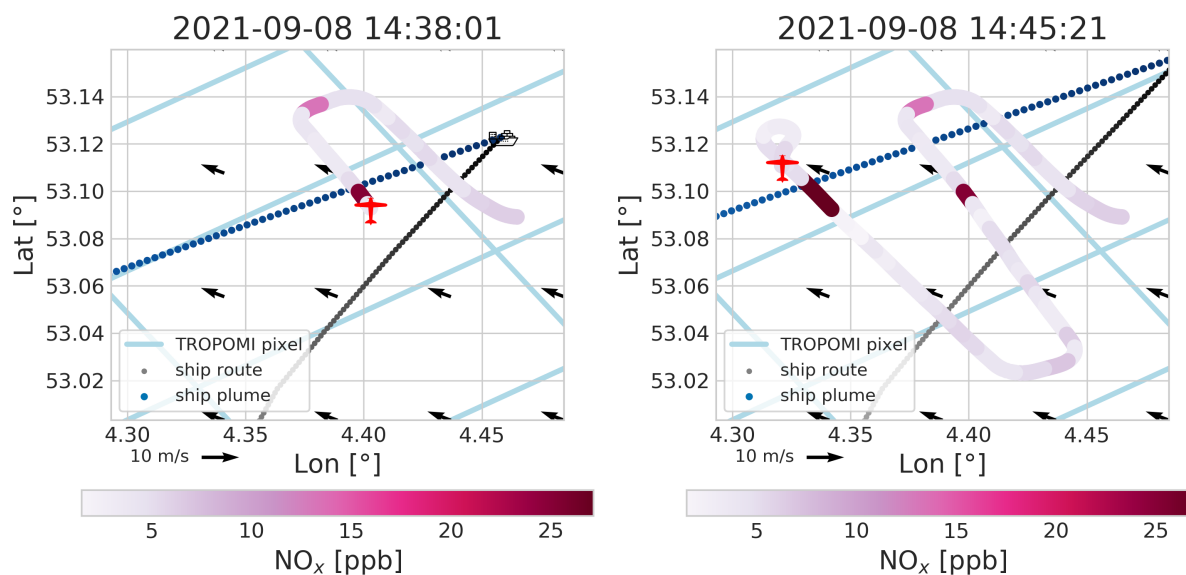 2021-09-08 14:38:01
53.14
53.12
53.10
53.08
53.06
53.04
53.02
Lat [°]
TROPOMI pixel
ship route
ship plume
4.30 4.35 4.40 4.45
10 m/s
Lon [°]
5 10 15 20 25
NOx [ppb]
2021-09-08 14:45:21
53.14
53.12
53.10
53.08
53.06
53.04
53.02
Lat [°]
TROPOMI pixel
ship route
ship plume
4.30 4.35 4.40 4.45
10 m/s
Lon [°]
5 10 15 20 25
NOx [ppb]